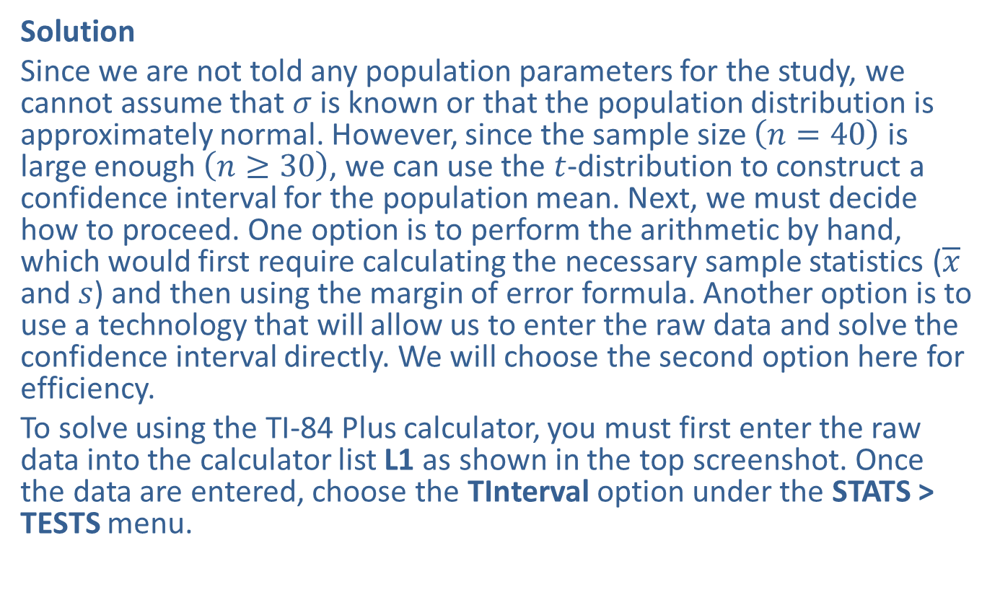 Solution
Since we are not told any population parameters for the study, we
cannot assume that σ is known or that the population distribution is
approximately normal. However, since the sample size (n = 40) is
large enough (n ≥ 30), we can use the t-distribution to construct a
confidence interval for the population mean. Next, we must decide
how to proceed. One option is to perform the arithmetic by hand,
which would first require calculating the necessary sample statistics (x̅
and s) and then using the margin of error formula. Another option is to
use a technology that will allow us to enter the raw data and solve the
confidence interval directly. We will choose the second option here for
efficiency.
To solve using the TI-84 Plus calculator, you must first enter the raw
data into the calculator list L1 as shown in the top screenshot. Once
the data are entered, choose the TInterval option under the STATS >
TESTS menu.